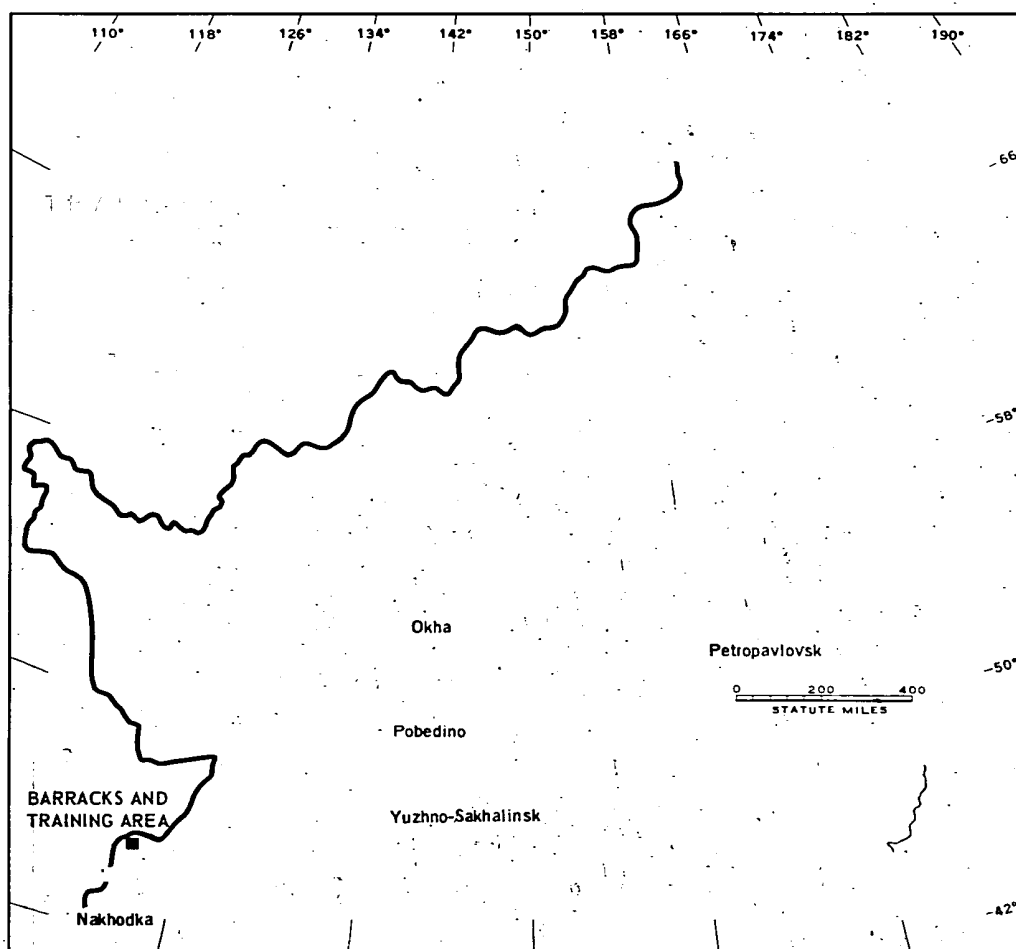 110° 118° 126° 134° 142° 150° 158° 166° 174° 182° 190°
66°
58°
Okha
Petropavlovsk
50°
0 200 400
STATUTE MILES
Pobedino
BARRACKS AND
TRAINING AREA
Yuzhno-Sakhalinsk
Nakhodka
42°